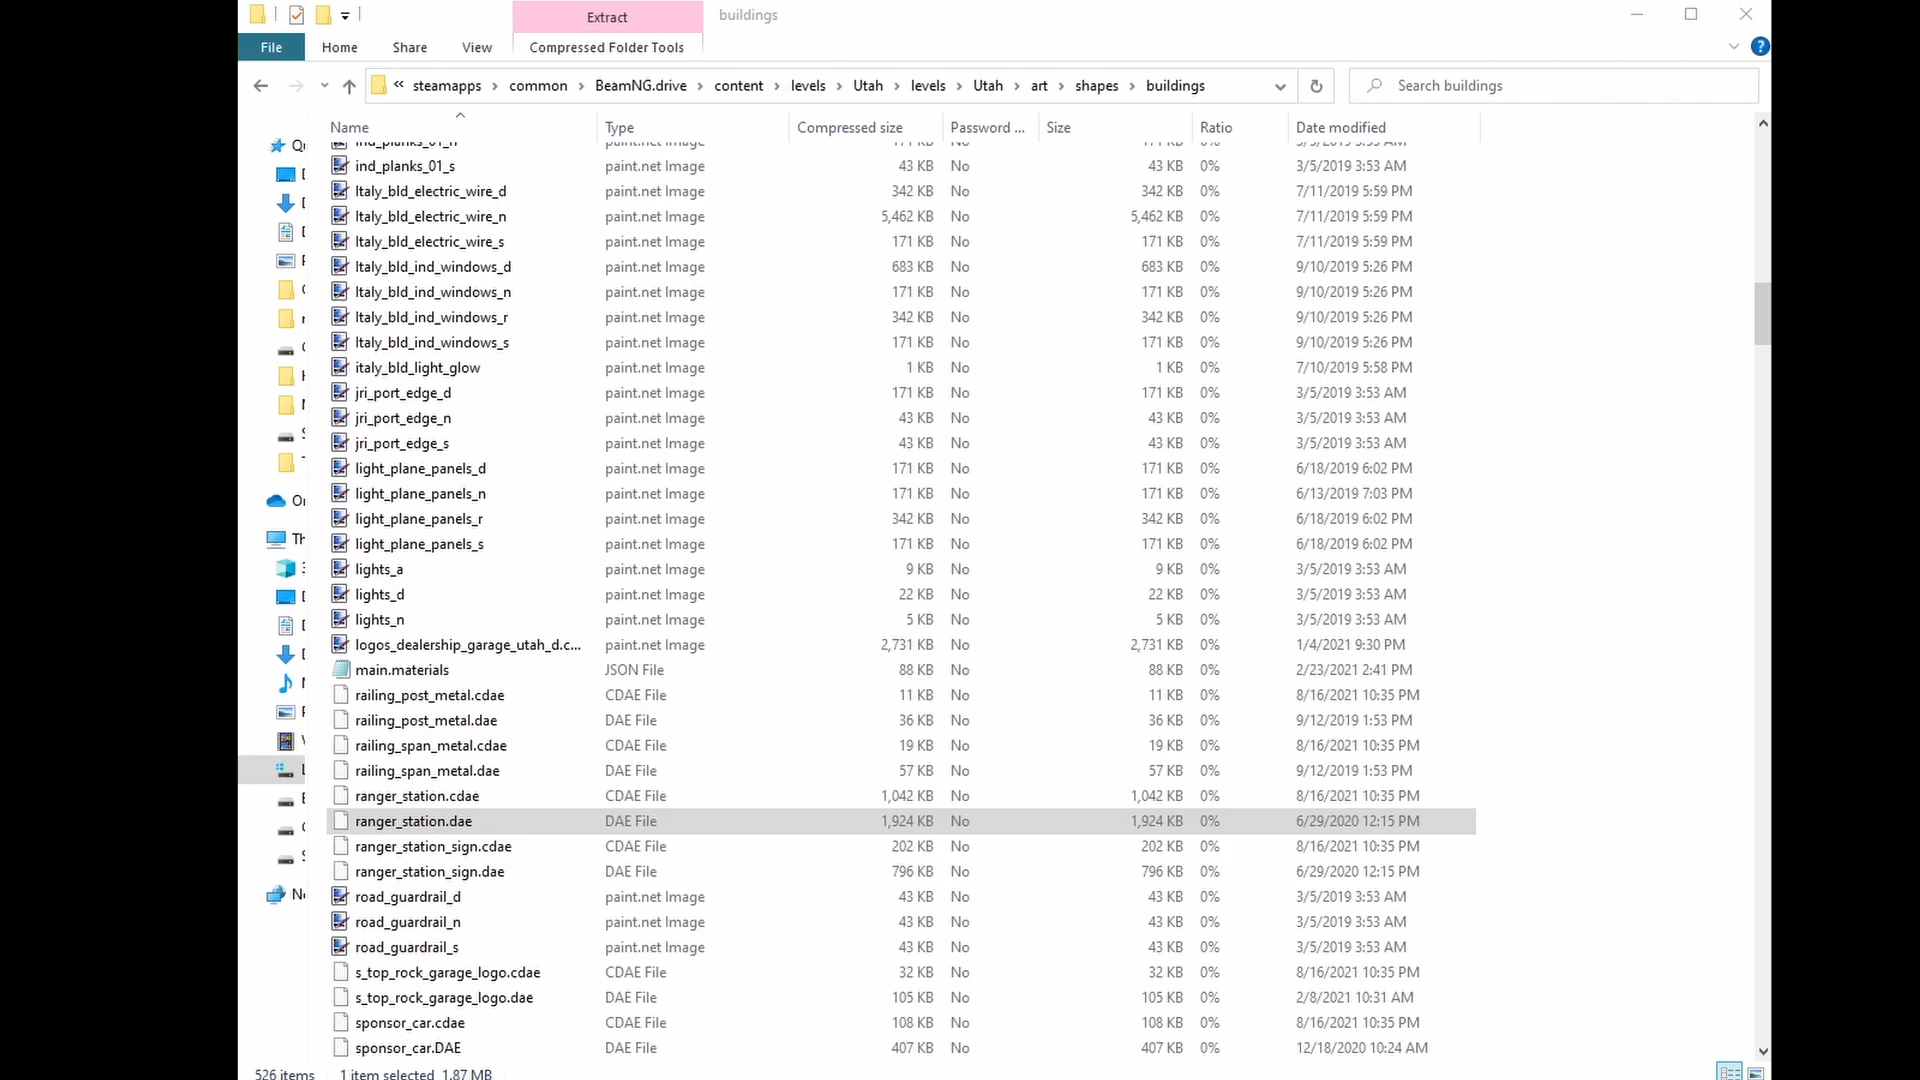 Extract buildings
File Home Share View Compressed Folder Tools
« steamapps › common › BeamNG.drive › content › levels › Utah › levels › Utah › art › shapes › buildings Search buildings
Name Type Compressed size Password ... Size Ratio Date modified
ind_planks_01_s paint.net Image 43 KB No 43 KB 0% 3/5/2019 3:53 AM
Italy_bld_electric_wire_d paint.net Image 342 KB No 342 KB 0% 7/11/2019 5:59 PM
Italy_bld_electric_wire_n paint.net Image 5,462 KB No 5,462 KB 0% 7/11/2019 5:59 PM
Italy_bld_electric_wire_s paint.net Image 171 KB No 171 KB 0% 7/11/2019 5:59 PM
Italy_bld_ind_windows_d paint.net Image 683 KB No 683 KB 0% 9/10/2019 5:26 PM
Italy_bld_ind_windows_n paint.net Image 171 KB No 171 KB 0% 9/10/2019 5:26 PM
Italy_bld_ind_windows_r paint.net Image 342 KB No 342 KB 0% 9/10/2019 5:26 PM
Italy_bld_ind_windows_s paint.net Image 171 KB No 171 KB 0% 9/10/2019 5:26 PM
italy_bld_light_glow paint.net Image 1 KB No 1 KB 0% 7/10/2019 5:58 PM
jri_port_edge_d paint.net Image 171 KB No 171 KB 0% 3/5/2019 3:53 AM
jri_port_edge_n paint.net Image 43 KB No 43 KB 0% 3/5/2019 3:53 AM
jri_port_edge_s paint.net Image 43 KB No 43 KB 0% 3/5/2019 3:53 AM
light_plane_panels_d paint.net Image 171 KB No 171 KB 0% 6/18/2019 6:02 PM
light_plane_panels_n paint.net Image 171 KB No 171 KB 0% 6/13/2019 7:03 PM
light_plane_panels_r paint.net Image 342 KB No 342 KB 0% 6/18/2019 6:02 PM
light_plane_panels_s paint.net Image 171 KB No 171 KB 0% 6/18/2019 6:02 PM
lights_a paint.net Image 9 KB No 9 KB 0% 3/5/2019 3:53 AM
lights_d paint.net Image 22 KB No 22 KB 0% 3/5/2019 3:53 AM
lights_n paint.net Image 5 KB No 5 KB 0% 3/5/2019 3:53 AM
logos_dealership_garage_utah_d.c... paint.net Image 2,731 KB No 2,731 KB 0% 1/4/2021 9:30 PM
main.materials JSON File 88 KB No 88 KB 0% 2/23/2021 2:41 PM
railing_post_metal.cdae CDAE File 11 KB No 11 KB 0% 8/16/2021 10:35 PM
railing_post_metal.dae DAE File 36 KB No 36 KB 0% 9/12/2019 1:53 PM
railing_span_metal.cdae CDAE File 19 KB No 19 KB 0% 8/16/2021 10:35 PM
railing_span_metal.dae DAE File 57 KB No 57 KB 0% 9/12/2019 1:53 PM
ranger_station.cdae CDAE File 1,042 KB No 1,042 KB 0% 8/16/2021 10:35 PM
ranger_station.dae DAE File 1,924 KB No 1,924 KB 0% 6/29/2020 12:15 PM
ranger_station_sign.cdae CDAE File 202 KB No 202 KB 0% 8/16/2021 10:35 PM
ranger_station_sign.dae DAE File 796 KB No 796 KB 0% 6/29/2020 12:15 PM
road_guardrail_d paint.net Image 43 KB No 43 KB 0% 3/5/2019 3:53 AM
road_guardrail_n paint.net Image 43 KB No 43 KB 0% 3/5/2019 3:53 AM
road_guardrail_s paint.net Image 43 KB No 43 KB 0% 3/5/2019 3:53 AM
s_top_rock_garage_logo.cdae CDAE File 32 KB No 32 KB 0% 8/16/2021 10:35 PM
s_top_rock_garage_logo.dae DAE File 105 KB No 105 KB 0% 2/8/2021 10:31 AM
sponsor_car.cdae CDAE File 108 KB No 108 KB 0% 8/16/2021 10:35 PM
sponsor_car.DAE DAE File 407 KB No 407 KB 0% 12/18/2020 10:24 AM
526 items 1 item selected 1.87 MB